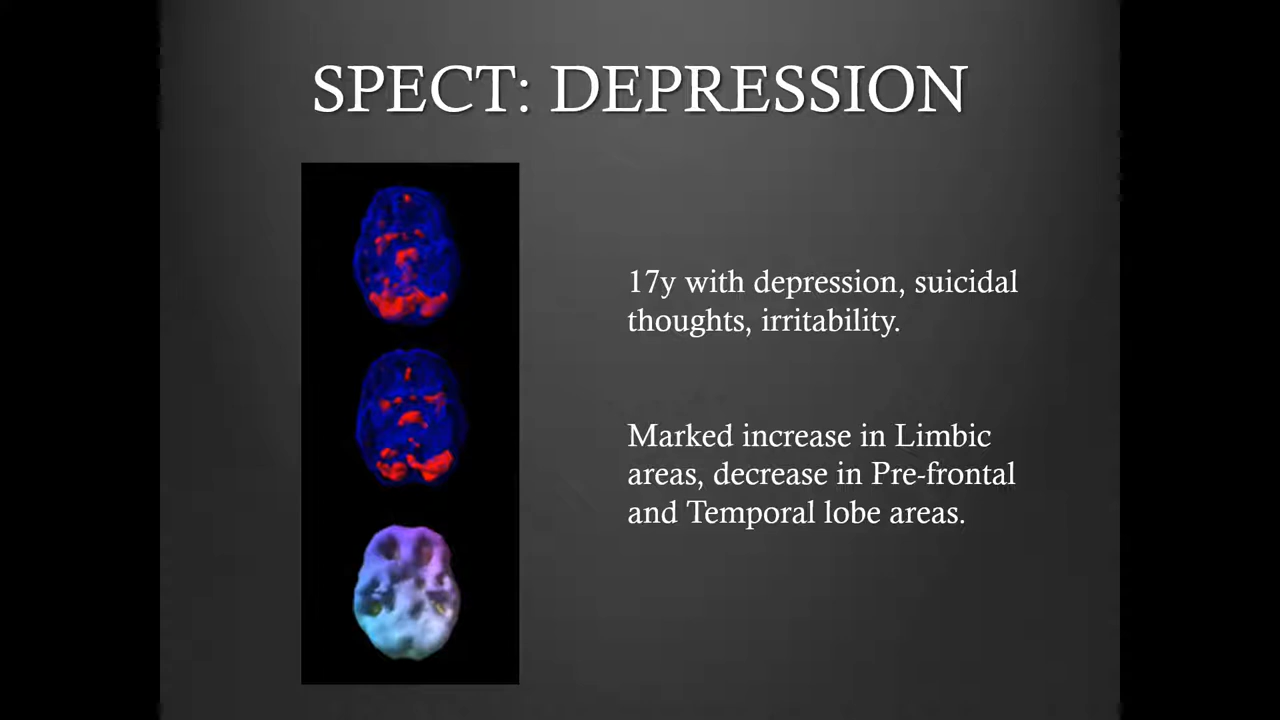 SPECT: DEPRESSION
17y with depression, suicidal
thoughts, irritability.
Marked increase in Limbic
areas, decrease in Pre-frontal
and Temporal lobe areas.